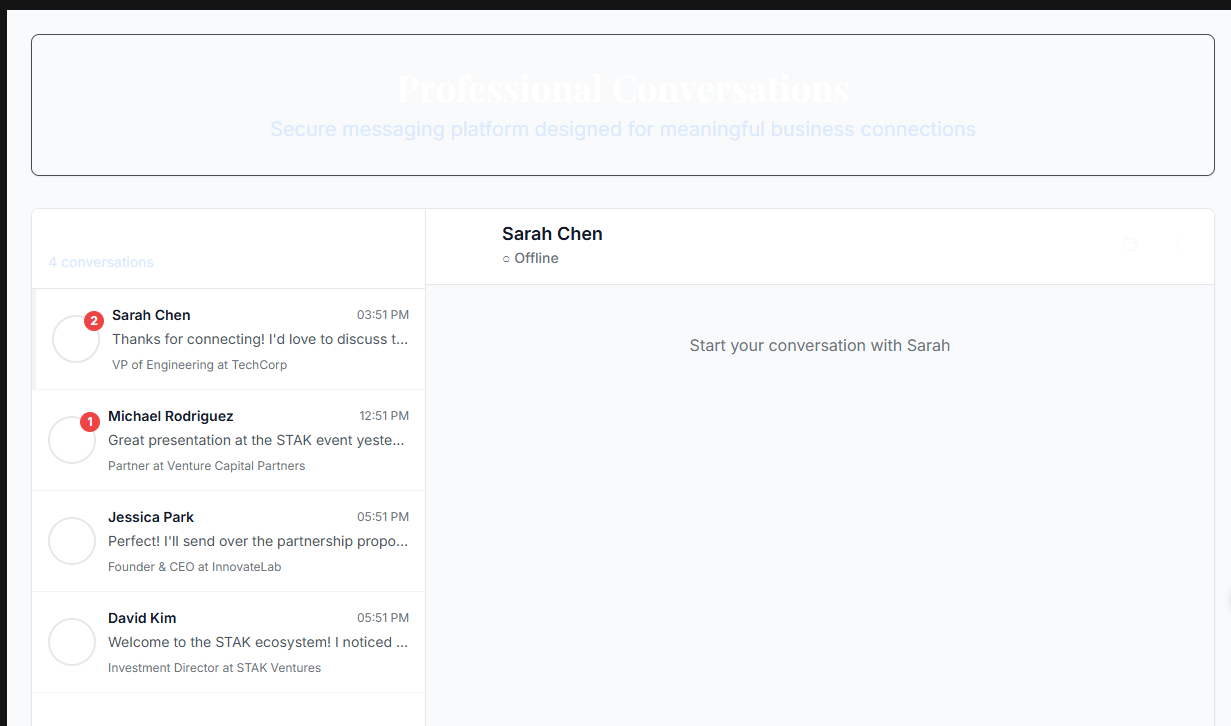 Professional Conversations
Secure messaging platform designed for meaningful business connections
4 conversations
2
Sarah Chen
03:51 PM
Thanks for connecting! I'd love to discuss t...
VP of Engineering at TechCorp
1
Michael Rodriguez
12:51 PM
Great presentation at the STAK event yeste...
Partner at Venture Capital Partners
Jessica Park
05:51 PM
Perfect! I'll send over the partnership propo...
Founder & CEO at InnovateLab
David Kim
05:51 PM
Welcome to the STAK ecosystem! I noticed ...
Investment Director at STAK Ventures
Sarah Chen
○ Offline
Start your conversation with Sarah